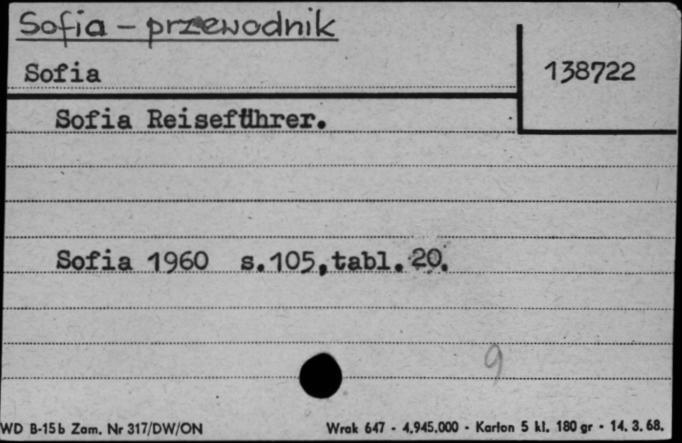 Sofia - przewodnik
Sofia
138722
Sofia Reiseführer.
Sofia 1960 s.105,tabl.20.
9
WD B-15b Zam. Nr 317/DW/ON
Wrak 647 - 4.945.000 - Karton 5 kl. 180 gr - 14. 3. 68.